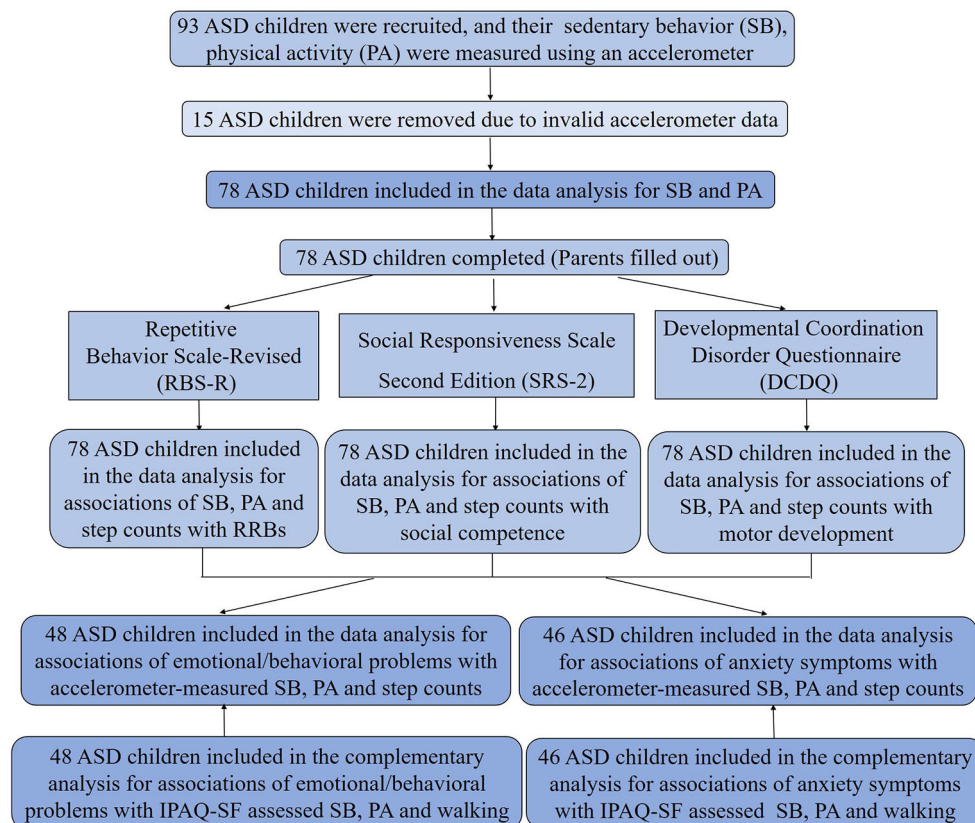 93 ASD children were recruited, and their sedentary behavior (SB),
physical activity (PA) were measured using an accelerometer
15 ASD children were removed due to invalid accelerometer data
78 ASD children included in the data analysis for SB and PA
78 ASD children completed (Parents filled out)
Repetitive
Behavior Scale-Revised
(RBS-R)
Social Responsiveness Scale
Second Edition (SRS-2)
Developmental Coordination
Disorder Questionnaire
(DCDQ)
78 ASD children included
in the data analysis for
associations of SB, PA and
step counts with RRBs
78 ASD children included in the
data analysis for associations of
SB, PA and step counts with
social competence
78 ASD children included in the
data analysis for associations of
SB, PA and step counts with
motor development
48 ASD children included in the data analysis for
associations of emotional/behavioral problems with
accelerometer-measured SB, PA and step counts
46 ASD children included in the data analysis
for associations of anxiety symptoms with
accelerometer-measured SB, PA and step counts
48 ASD children included in the complementary
analysis for associations of emotional/behavioral
problems with IPAQ-SF assessed SB, PA and walking
46 ASD children included in the complementary
analysis for associations of anxiety symptoms
with IPAQ-SF assessed SB, PA and walking